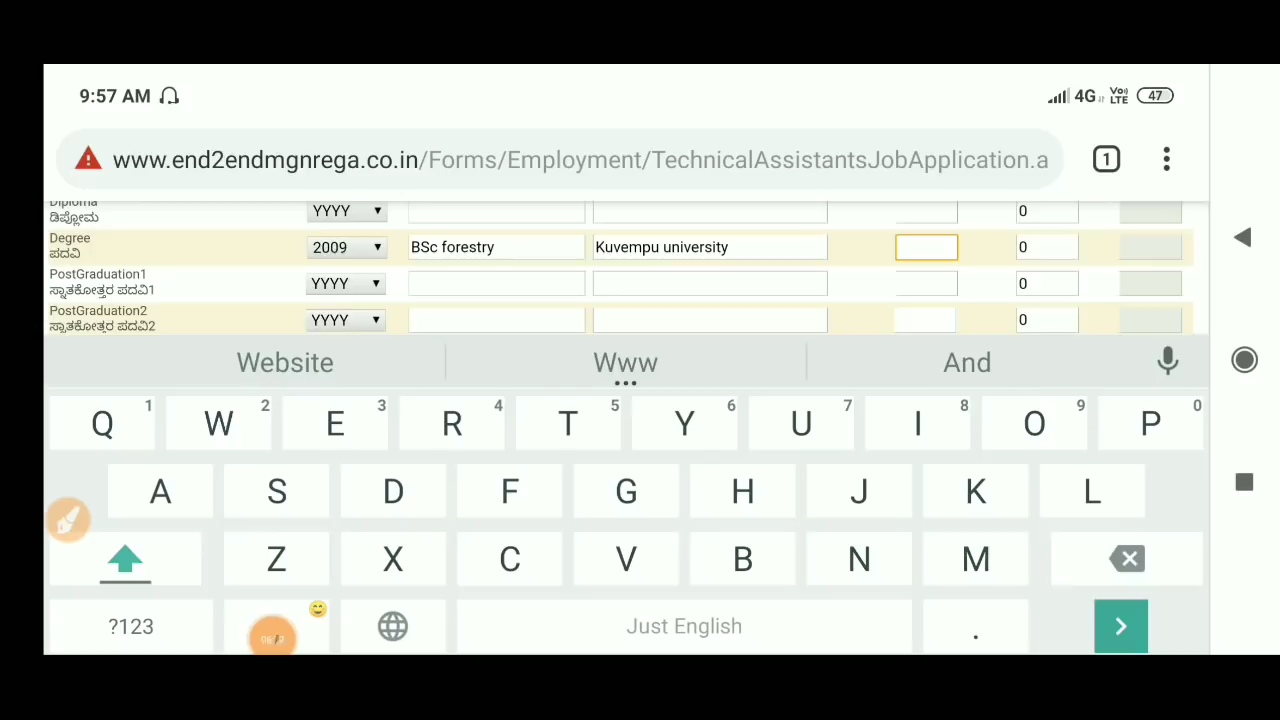 9:57 AM
4G VoLTE 47
www.end2endmgnrega.co.in/Forms/Employment/TechnicalAssistantsJobApplication.a 1
Diploma
ಡಿಪ್ಲೋಮ YYYY 0
Degree
ಪದವಿ 2009 BSc forestry Kuvempu university 0
PostGraduation1
ಸ್ನಾತಕೋತ್ತರ ಪದವಿ1 YYYY 0
PostGraduation2
ಸ್ನಾತಕೋತ್ತರ ಪದವಿ2 YYYY 0
Website Www And
Q 1 W 2 E 3 R 4 T 5 Y 6 U 7 I 8 O 9 P 0
A S D F G H J K L
Z X C V B N M
?123 Just English .